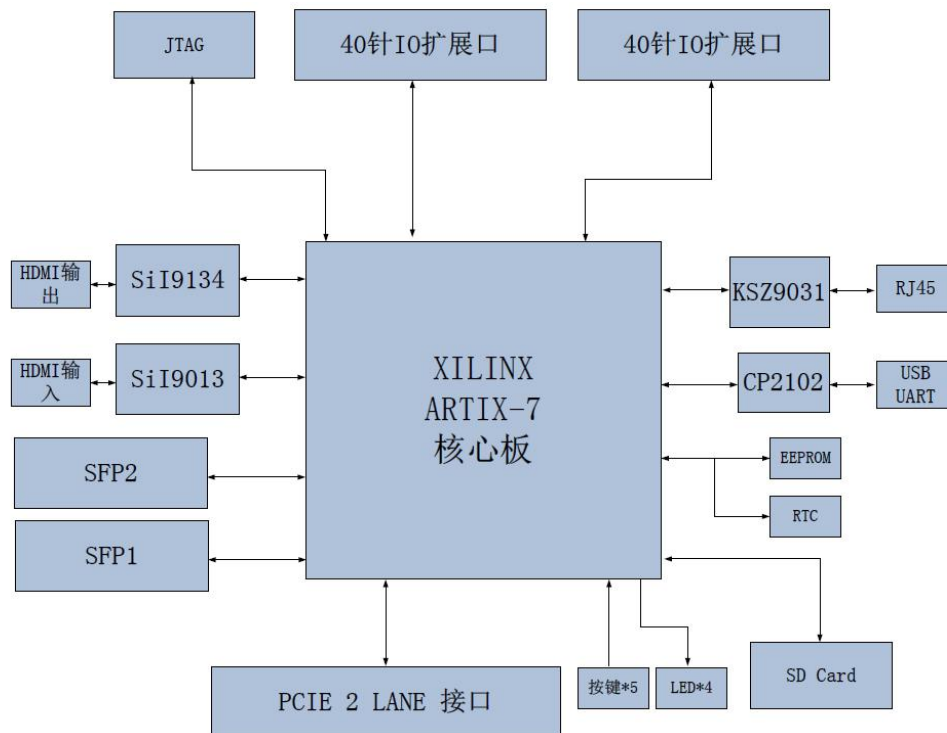 JTAG
40针IO扩展口
40针IO扩展口
HDMI输
出
SiI9134
KSZ9031
RJ45
HDMI输
入
SiI9013
XILINX
ARTIX-7
核心板
CP2102
USB
UART
SFP2
EEPROM
RTC
SFP1
PCIE 2 LANE 接口
按键*5
LED*4
SD Card